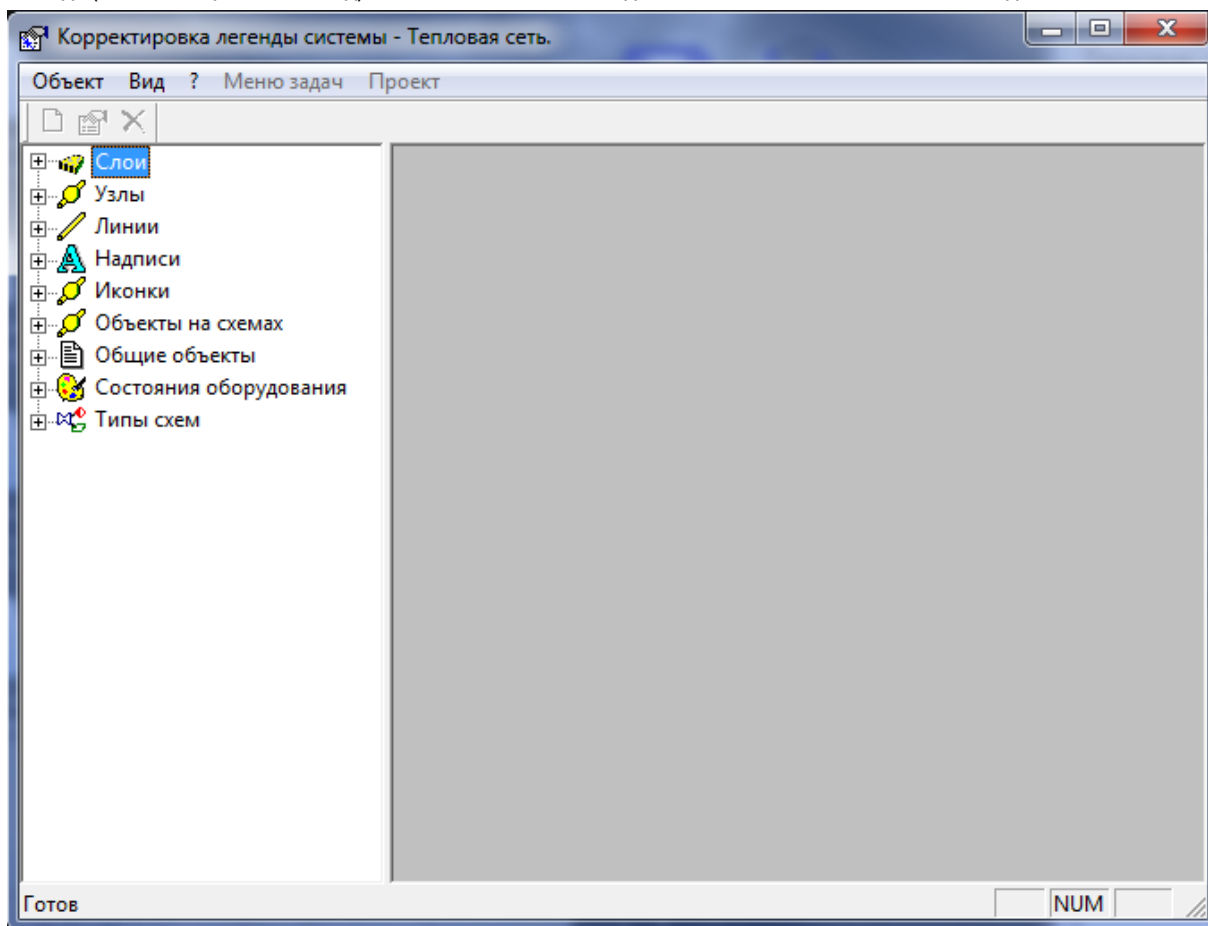 Корректировка легенды системы - Тепловая сеть.
Объект Вид ? Меню задач Проект
Слои
Узлы
Линии
Надписи
Иконки
Объекты на схемах
Общие объекты
Состояния оборудования
Типы схем
Готов NUM